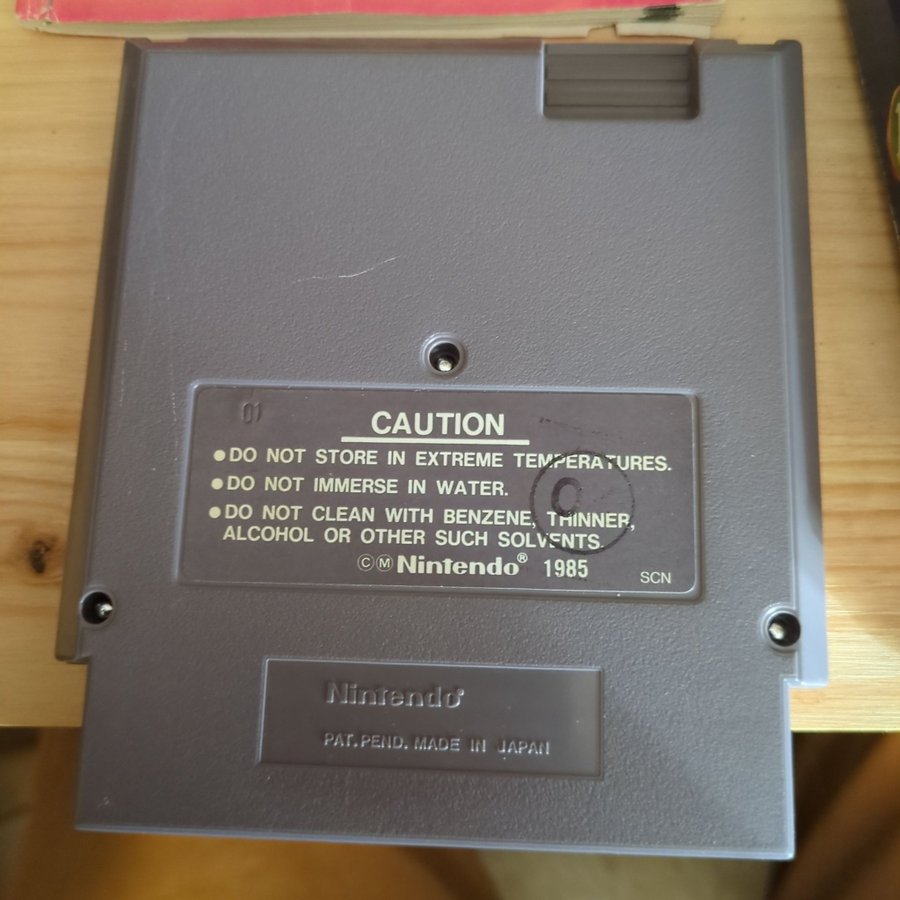 01
CAUTION
●DO NOT STORE IN EXTREME TEMPERATURES.
●DO NOT IMMERSE IN WATER.
●DO NOT CLEAN WITH BENZENE, THINNER,
ALCOHOL OR OTHER SUCH SOLVENTS.
ⒸⓂNintendo® 1985
SCN
Nintendo®
PAT. PEND. MADE IN JAPAN